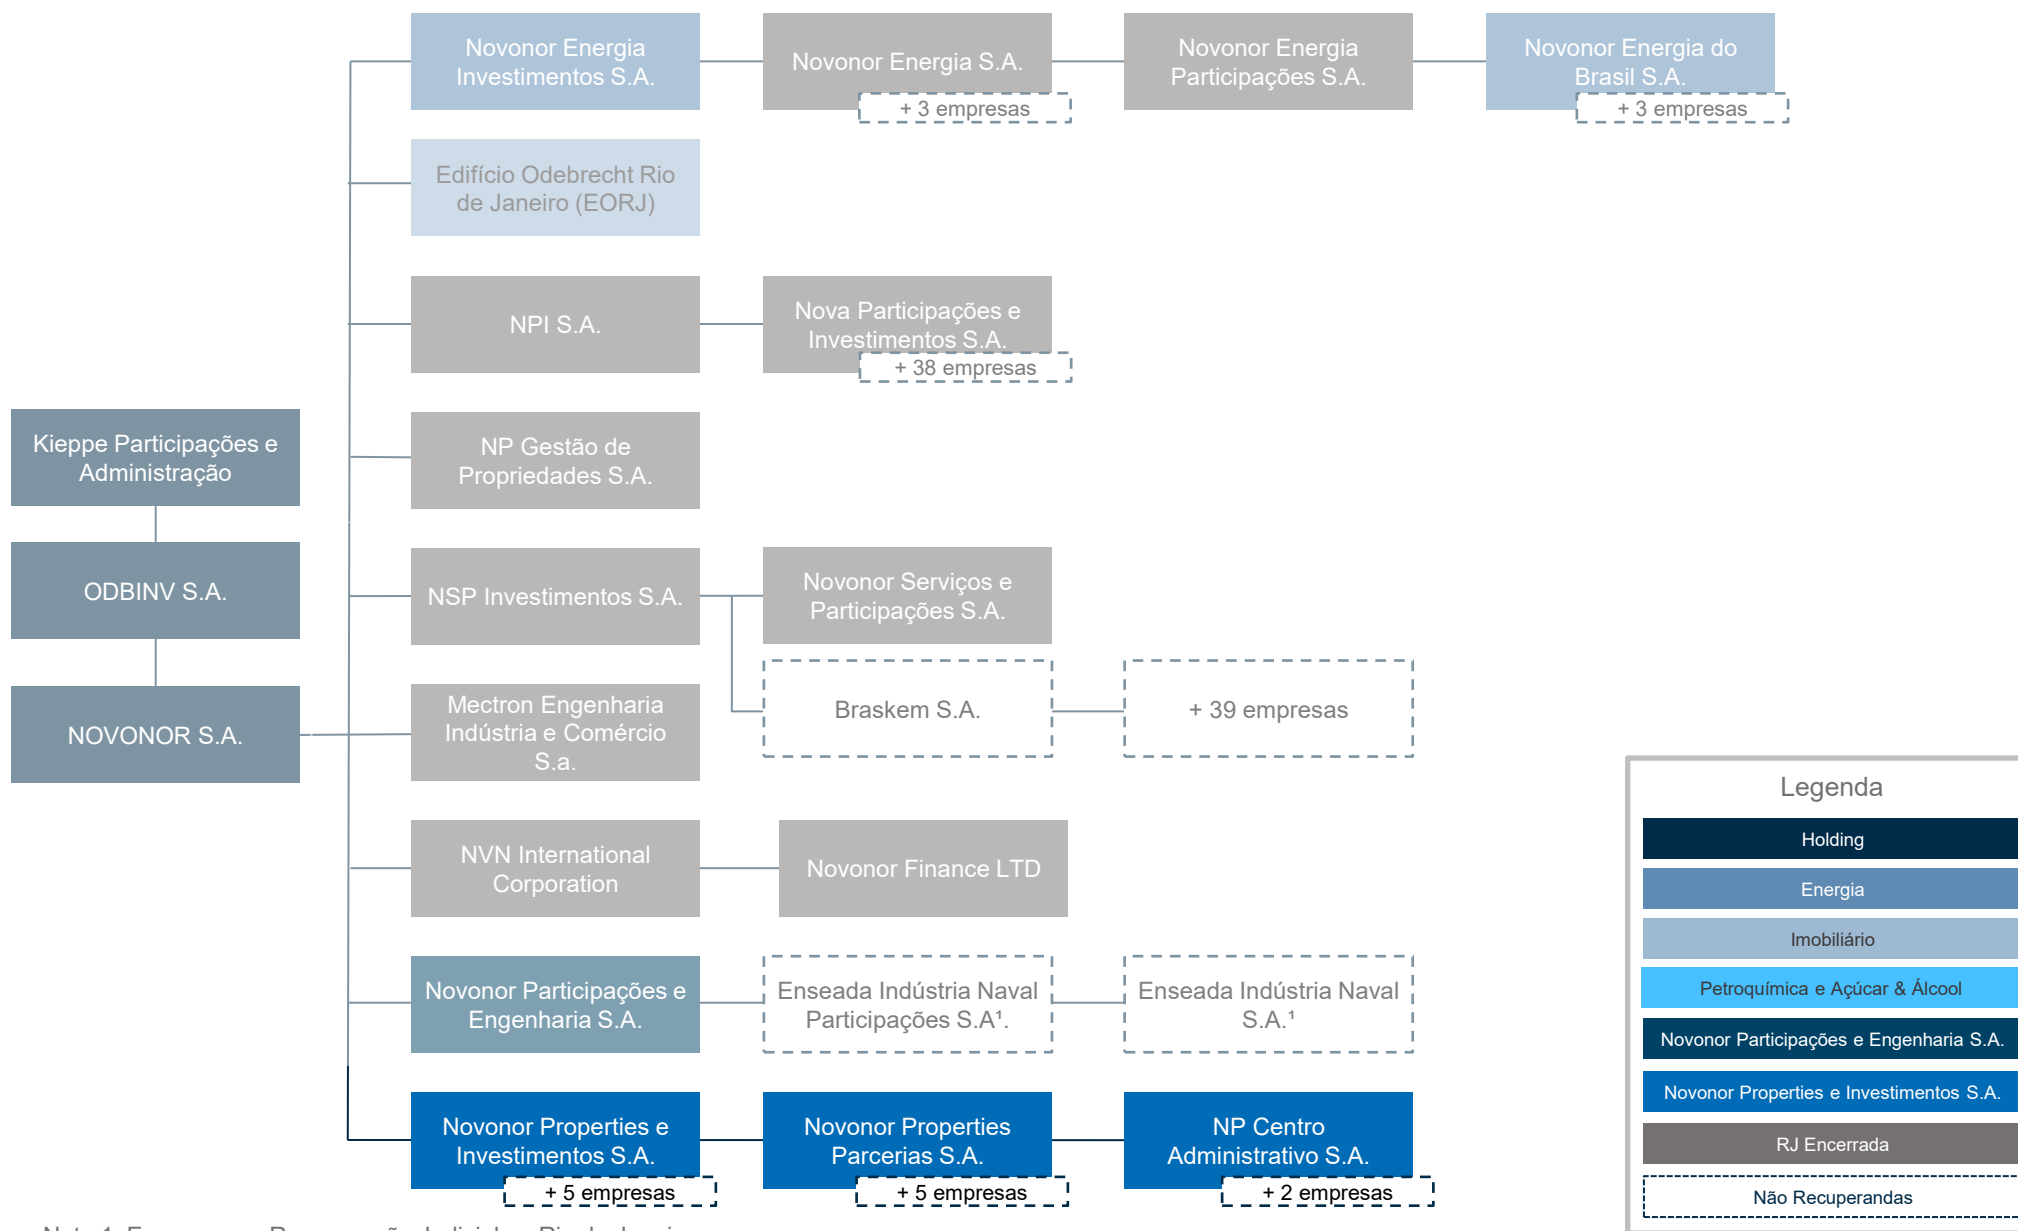 Novonor Energia
Investimentos S.A.
Novonor Energia S.A.
+ 3 empresas
Novonor Energia
Participações S.A.
Novonor Energia do
Brasil S.A.
+ 3 empresas
Edifício Odebrecht Rio
de Janeiro (EORJ)
NPI S.A.
Nova Participações e
Investimentos S.A.
+ 38 empresas
Kieppe Participações e
Administração
NP Gestão de
Propriedades S.A.
ODBINV S.A.
NSP Investimentos S.A.
Novonor Serviços e
Participações S.A.
Braskem S.A.
+ 39 empresas
NOVONOR S.A.
Mectron Engenharia
Indústria e Comércio
S.a.
NVN International
Corporation
Novonor Finance LTD
Novonor Participações e
Engenharia S.A.
Enseada Indústria Naval
Participações S.A¹.
Enseada Indústria Naval
S.A.¹
Novonor Properties e
Investimentos S.A.
+ 5 empresas
Novonor Properties
Parcerias S.A.
+ 5 empresas
NP Centro
Administrativo S.A.
+ 2 empresas
Legenda
Holding
Energia
Imobiliário
Petroquímica e Açúcar & Álcool
Novonor Participações e Engenharia S.A.
Novonor Properties e Investimentos S.A.
RJ Encerrada
Não Recuperandas